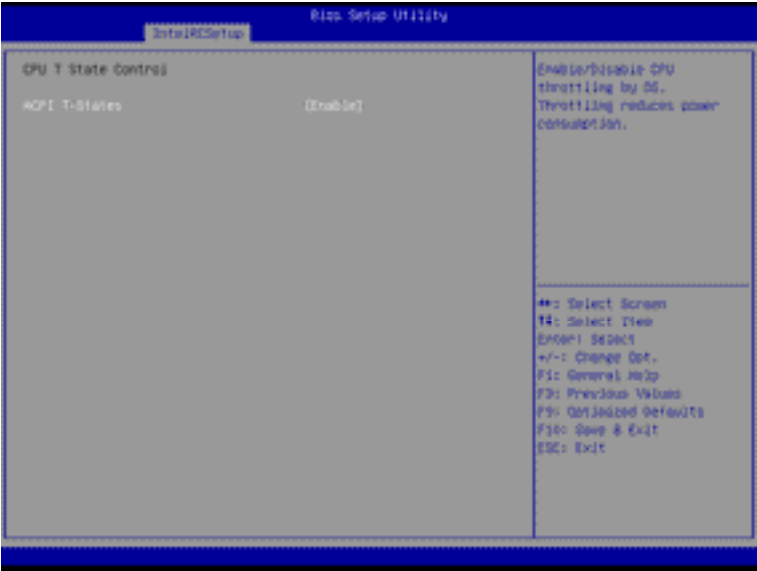 Bios Setup Utility
IntelRCSetup
CPU T State Control
ACPI T-States [Enable]
Enable/Disable CPU
throttling by OS.
Throttling reduces power
consumption.
: Select Screen
↑↓: Select Item
Enter: Select
+/-: Change Opt.
F1: General Help
F3: Previous Values
F9: Optimized Defaults
F10: Save & Exit
ESC: Exit